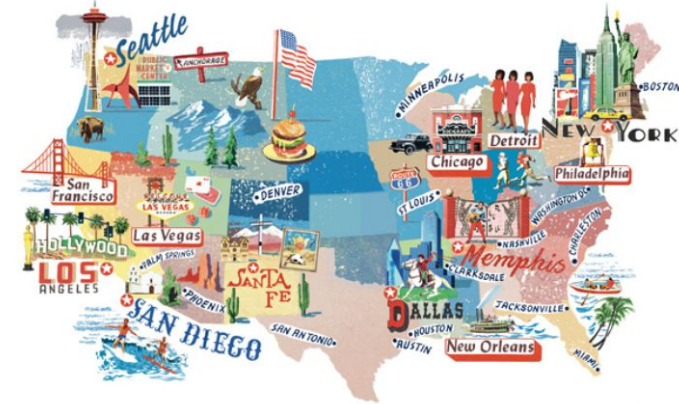 Seattle
PUBLIC
MARKET
CENTER
ANCHORAGE
MINNEAPOLIS
BOSTON
NEW YORK
Detroit
Chicago
Philadelphia
San
Francisco
LAS VEGAS
DENVER
ROUTE
66
ST LOUIS
WASHINGTON DC
HOLLYWOOD
Las Vegas
NASHVILLE
CHARLESTON
LOS
ANGELES
PALM SPRINGS
SANTA
FE
Memphis
CLARKSDALE
PHOENIX
DALLAS
JACKSONVILLE
SAN DIEGO
SAN ANTONIO
HOUSTON
AUSTIN
New Orleans
MIAMI